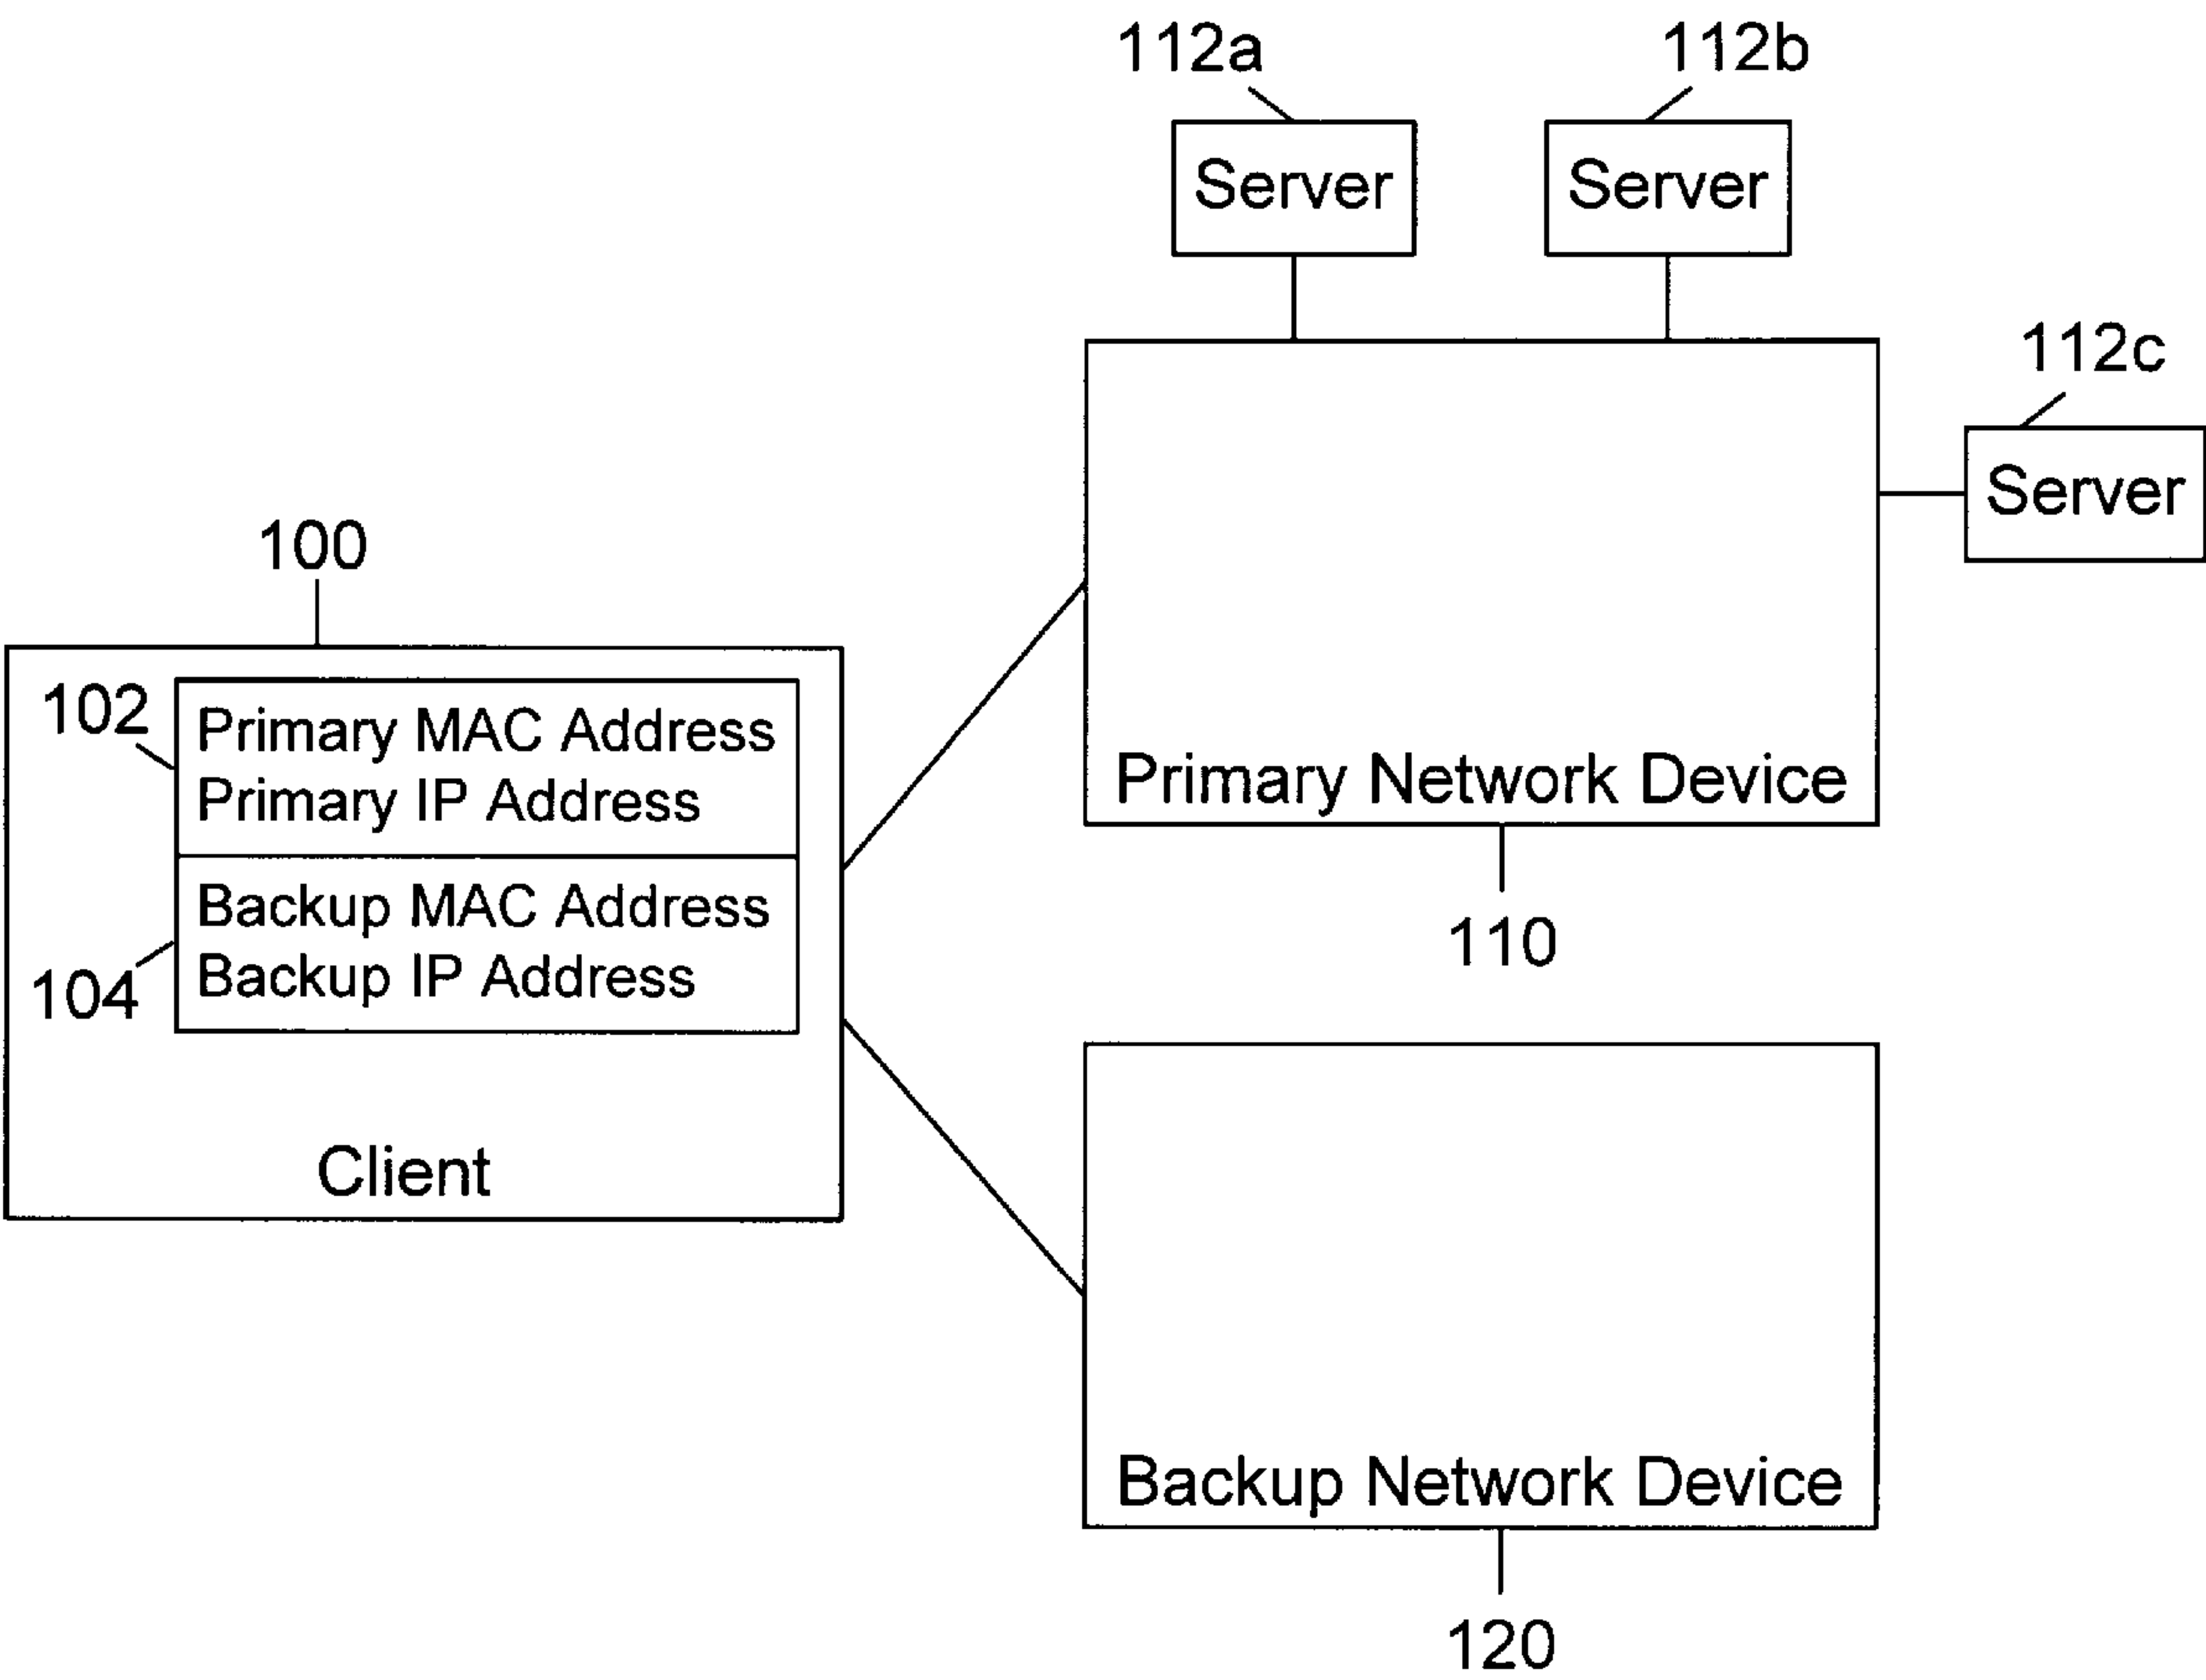 112a
112b
Server
Server
112c
Server
100
102
Primary MAC Address
Primary IP Address
Primary Network Device
104
Backup MAC Address
Backup IP Address
110
Client
Backup Network Device
120